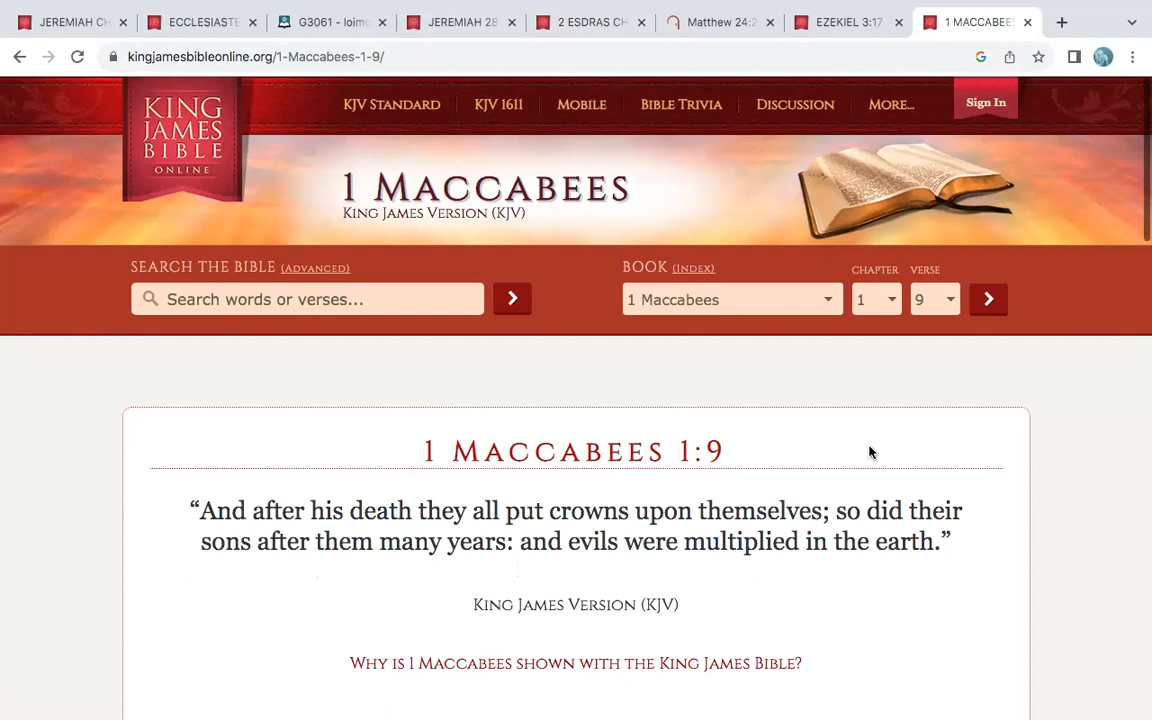 JEREMIAH CH
ECCLESIASTE
G3061 - loimo
JEREMIAH 28
2 ESDRAS CH
Matthew 24:2
EZEKIEL 3:17
1 MACCABEES
kingjamesbibleonline.org/1-Maccabees-1-9/
KING
JAMES
BIBLE
ONLINE
KJV STANDARD
KJV 1611
MOBILE
BIBLE TRIVIA
DISCUSSION
MORE...
Sign In
1 MACCABEES
KING JAMES VERSION (KJV)
SEARCH THE BIBLE (ADVANCED)
Search words or verses...
BOOK (INDEX)
CHAPTER
VERSE
1 Maccabees
1
9
1 MACCABEES 1:9
“And after his death they all put crowns upon themselves; so did their
sons after them many years: and evils were multiplied in the earth.”
KING JAMES VERSION (KJV)
WHY IS 1 MACCABEES SHOWN WITH THE KING JAMES BIBLE?